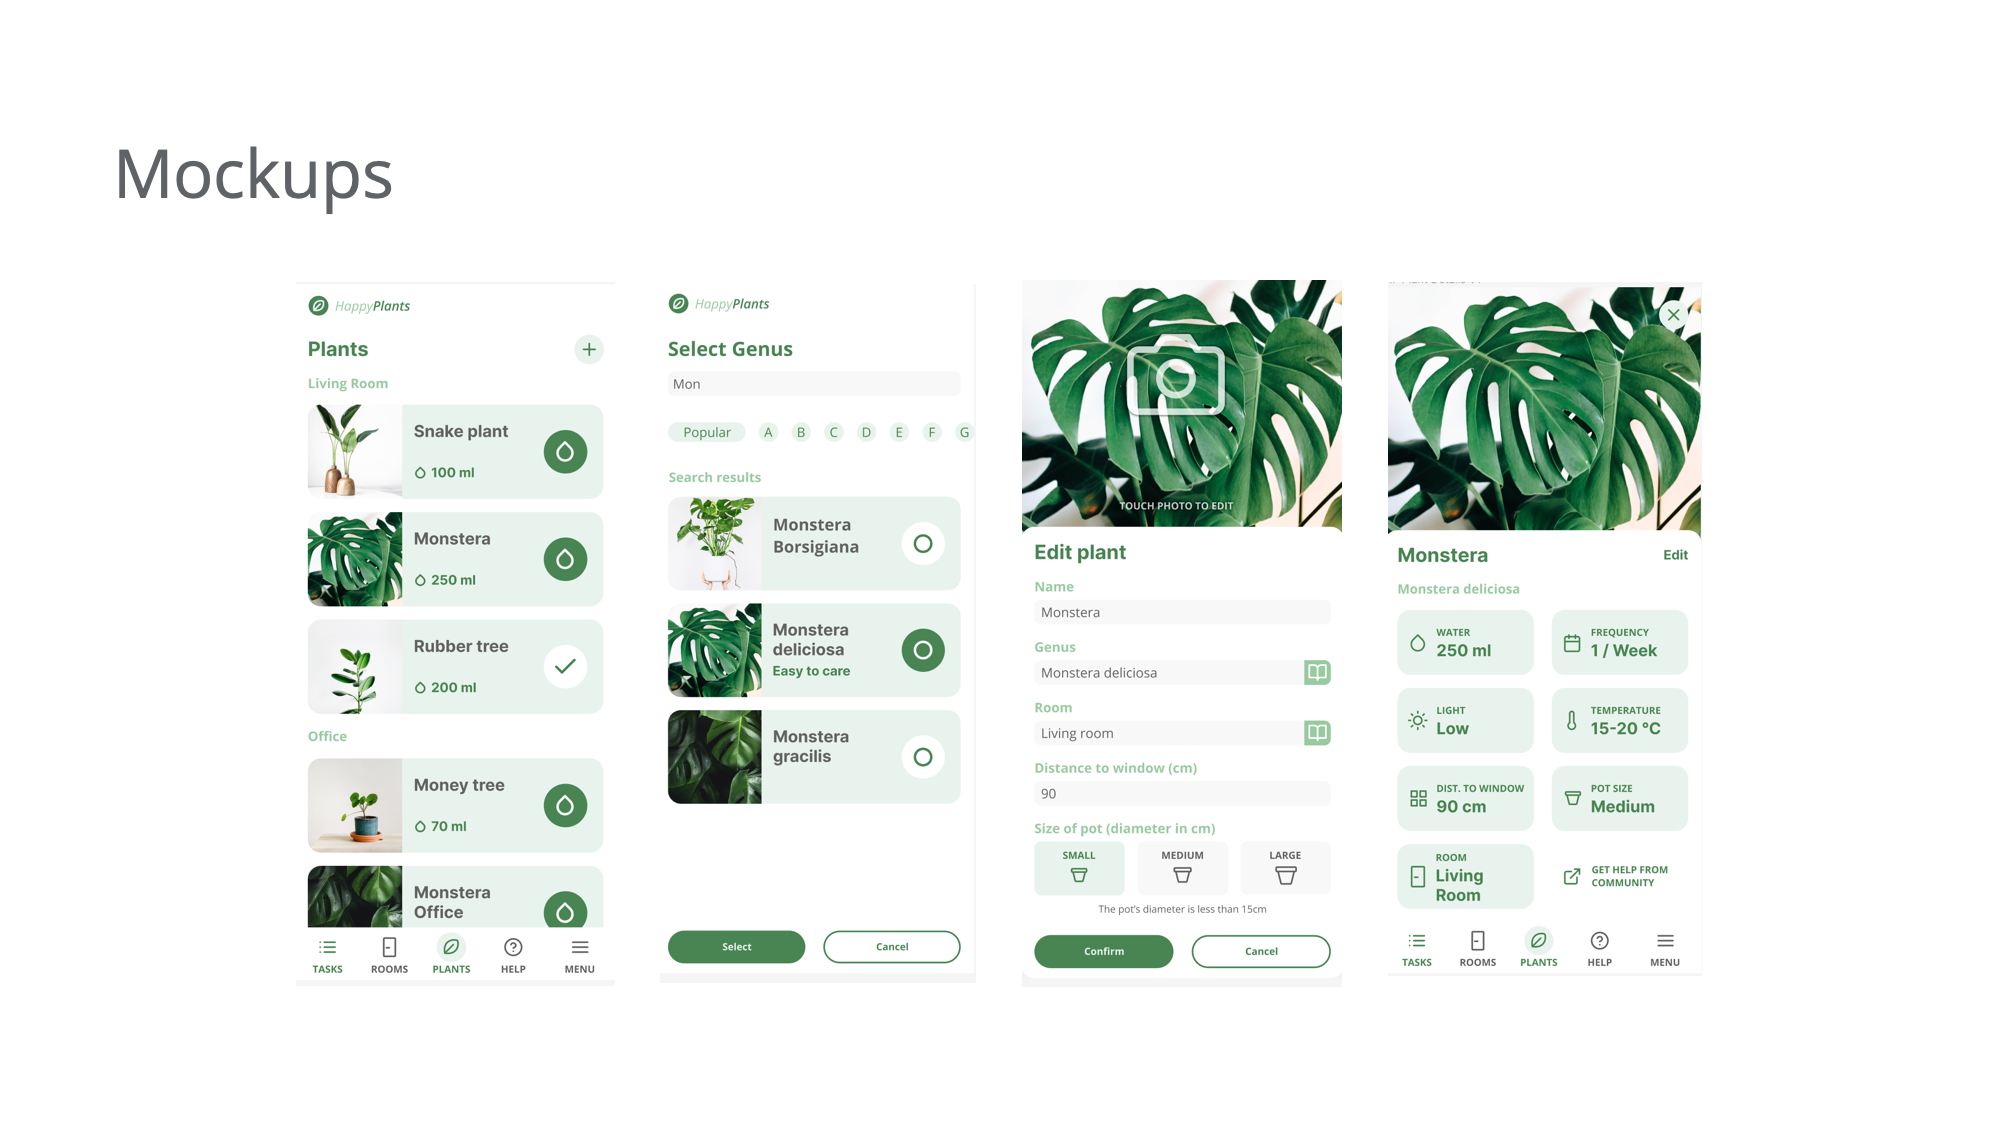 Mockups
HappyPlants
Plants
Living Room
Snake plant
100 ml
Monstera
250 ml
Rubber tree
200 ml
Office
Money tree
70 ml
Monstera
Office
TASKS ROOMS PLANTS HELP MENU
HappyPlants
Select Genus
Mon
Popular A B C D E F G
Search results
Monstera
Borsigiana
Monstera
deliciosa
Easy to care
Monstera
gracilis
Select Cancel
TOUCH PHOTO TO EDIT
Edit plant
Name
Monstera
Genus
Monstera deliciosa
Room
Living room
Distance to window (cm)
90
Size of pot (diameter in cm)
SMALL MEDIUM LARGE
The pot's diameter is less than 15cm
Confirm Cancel
Monstera Edit
Monstera deliciosa
WATER
250 ml
FREQUENCY
1 / Week
LIGHT
Low
TEMPERATURE
15-20 °C
DIST. TO WINDOW
90 cm
POT SIZE
Medium
ROOM
Living
Room
GET HELP FROM
COMMUNITY
TASKS ROOMS PLANTS HELP MENU